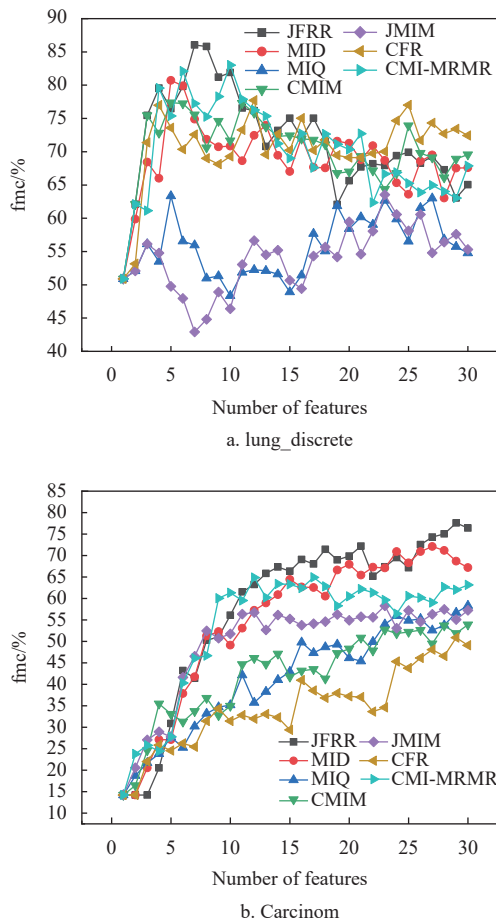 90
85
80
75
70
65
60
55
50
45
40
fmc/%
JFRR
MID
MIQ
CMIM
JMIM
CFR
CMI-MRMR
0 5 10 15 20 25 30
Number of features
a. lung_discrete
85
80
75
70
65
60
55
50
45
40
35
30
25
20
15
10
fmc/%
JFRR
MID
MIQ
CMIM
JMIM
CFR
CMI-MRMR
0 5 10 15 20 25 30
Number of features
b. Carcinom